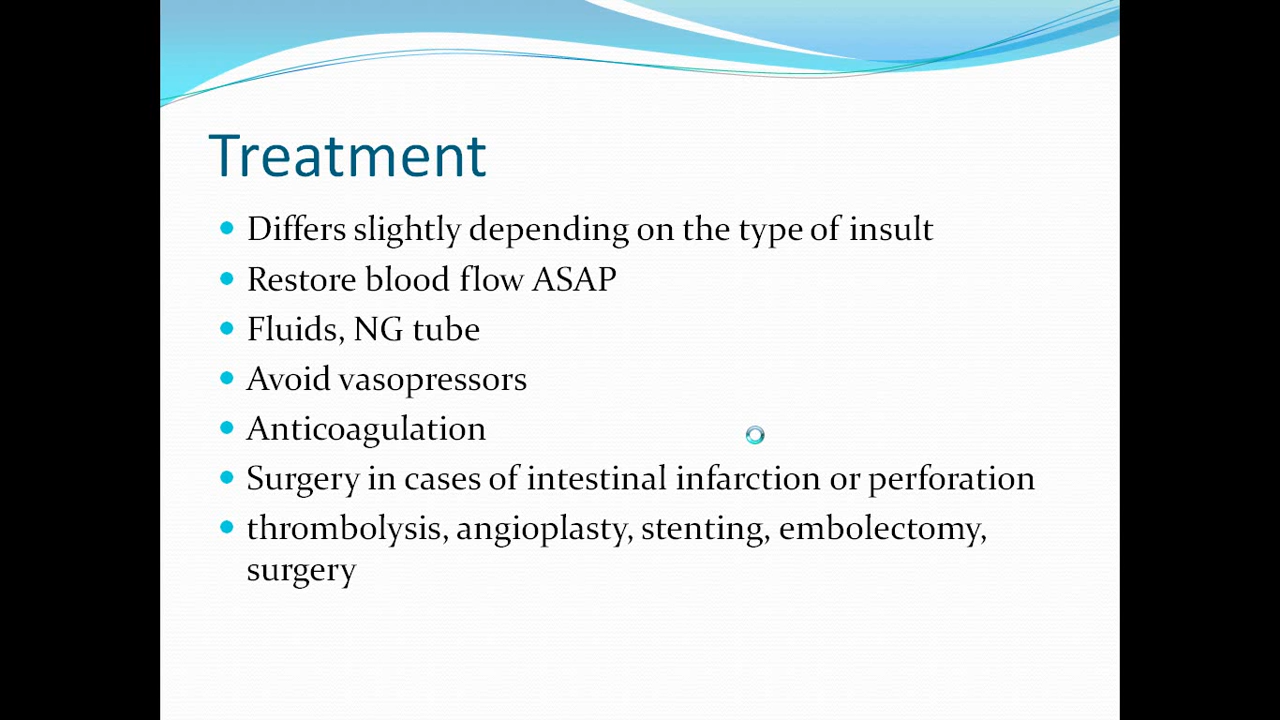 Treatment
Differs slightly depending on the type of insult
Restore blood flow ASAP
Fluids, NG tube
Avoid vasopressors
Anticoagulation
Surgery in cases of intestinal infarction or perforation
thrombolysis, angioplasty, stenting, embolectomy,
surgery